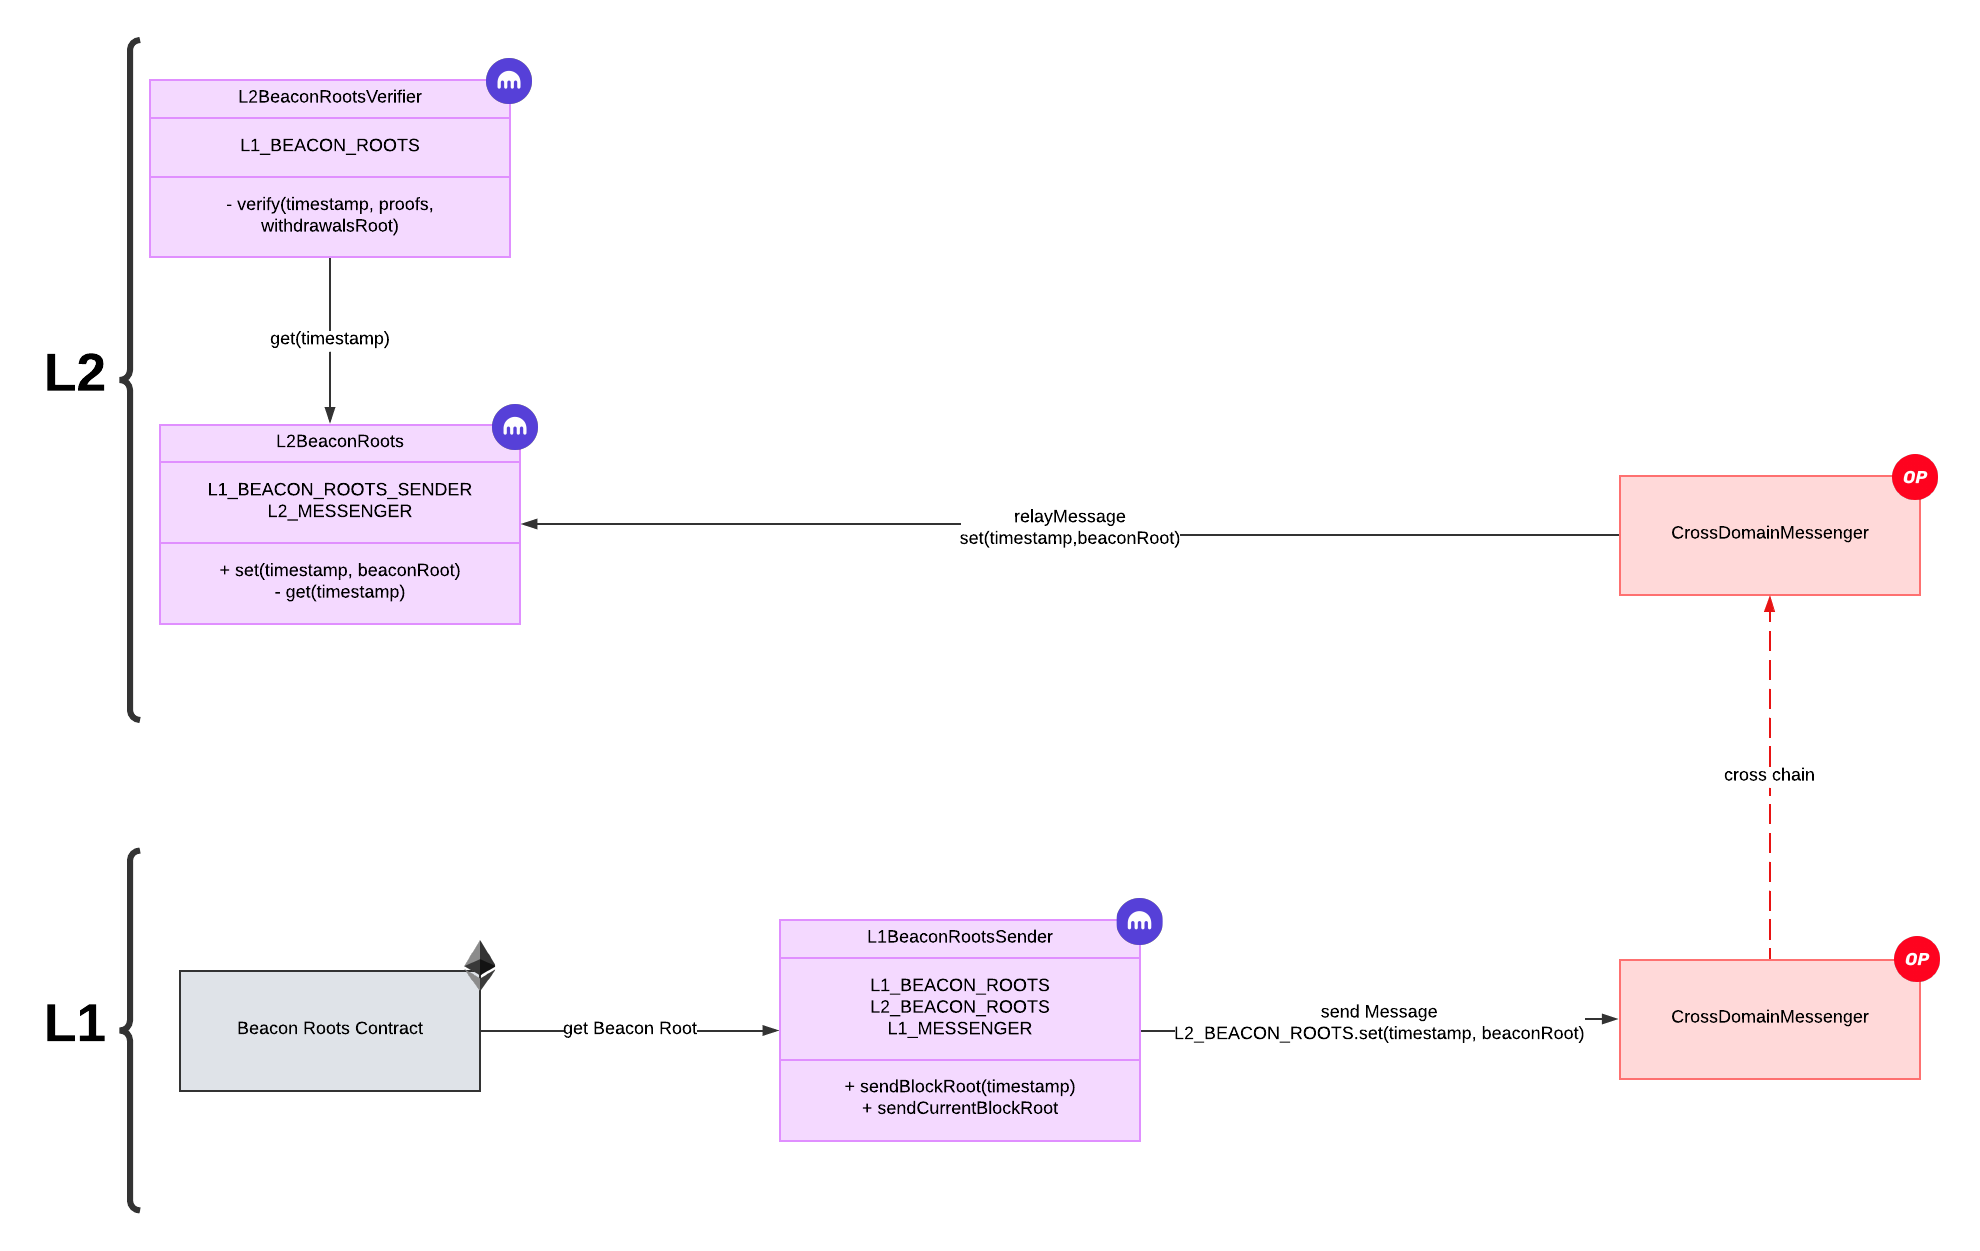 L2
L2BeaconRootsVerifier
L1_BEACON_ROOTS
- verify(timestamp, proofs,
withdrawalsRoot)
get(timestamp)
L2BeaconRoots
L1_BEACON_ROOTS_SENDER
L2_MESSENGER
+ set(timestamp, beaconRoot)
- get(timestamp)
relayMessage
set(timestamp,beaconRoot)
OP
CrossDomainMessenger
cross chain
L1
Beacon Roots Contract
get Beacon Root
L1BeaconRootsSender
L1_BEACON_ROOTS
L2_BEACON_ROOTS
L1_MESSENGER
+ sendBlockRoot(timestamp)
+ sendCurrentBlockRoot
send Message
L2_BEACON_ROOTS.set(timestamp, beaconRoot)
OP
CrossDomainMessenger